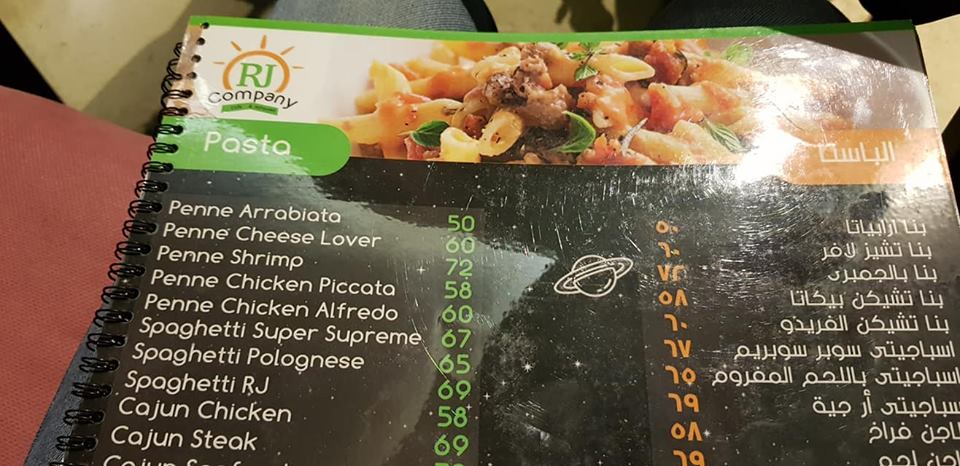 RJ
Company
Pasta
الباستا
Penne Arrabiata 50
Penne Cheese Lover 60
Penne Shrimp 72
Penne Chicken Piccata 58
Penne Chicken Alfredo 60
Spaghetti Super Supreme 67
Spaghetti Polognese 65
Spaghetti RJ 69
Cajun Chicken 58
Cajun Steak 69
Cajun
بنا ارابياتا ٥٠
بنا تشيز لافر ٦٠
بنا بالجمبرى ٧٢
بنا تشيكن بيكاتا ٥٨
بنا تشيكن الفريدو ٦٠
اسباجيتى سوبر سوبريم ٦٧
اسباجيتى باللحم المفروم ٦٥
سباجيتى أر جية ٦٩
فراخ ٥٨
٦٩